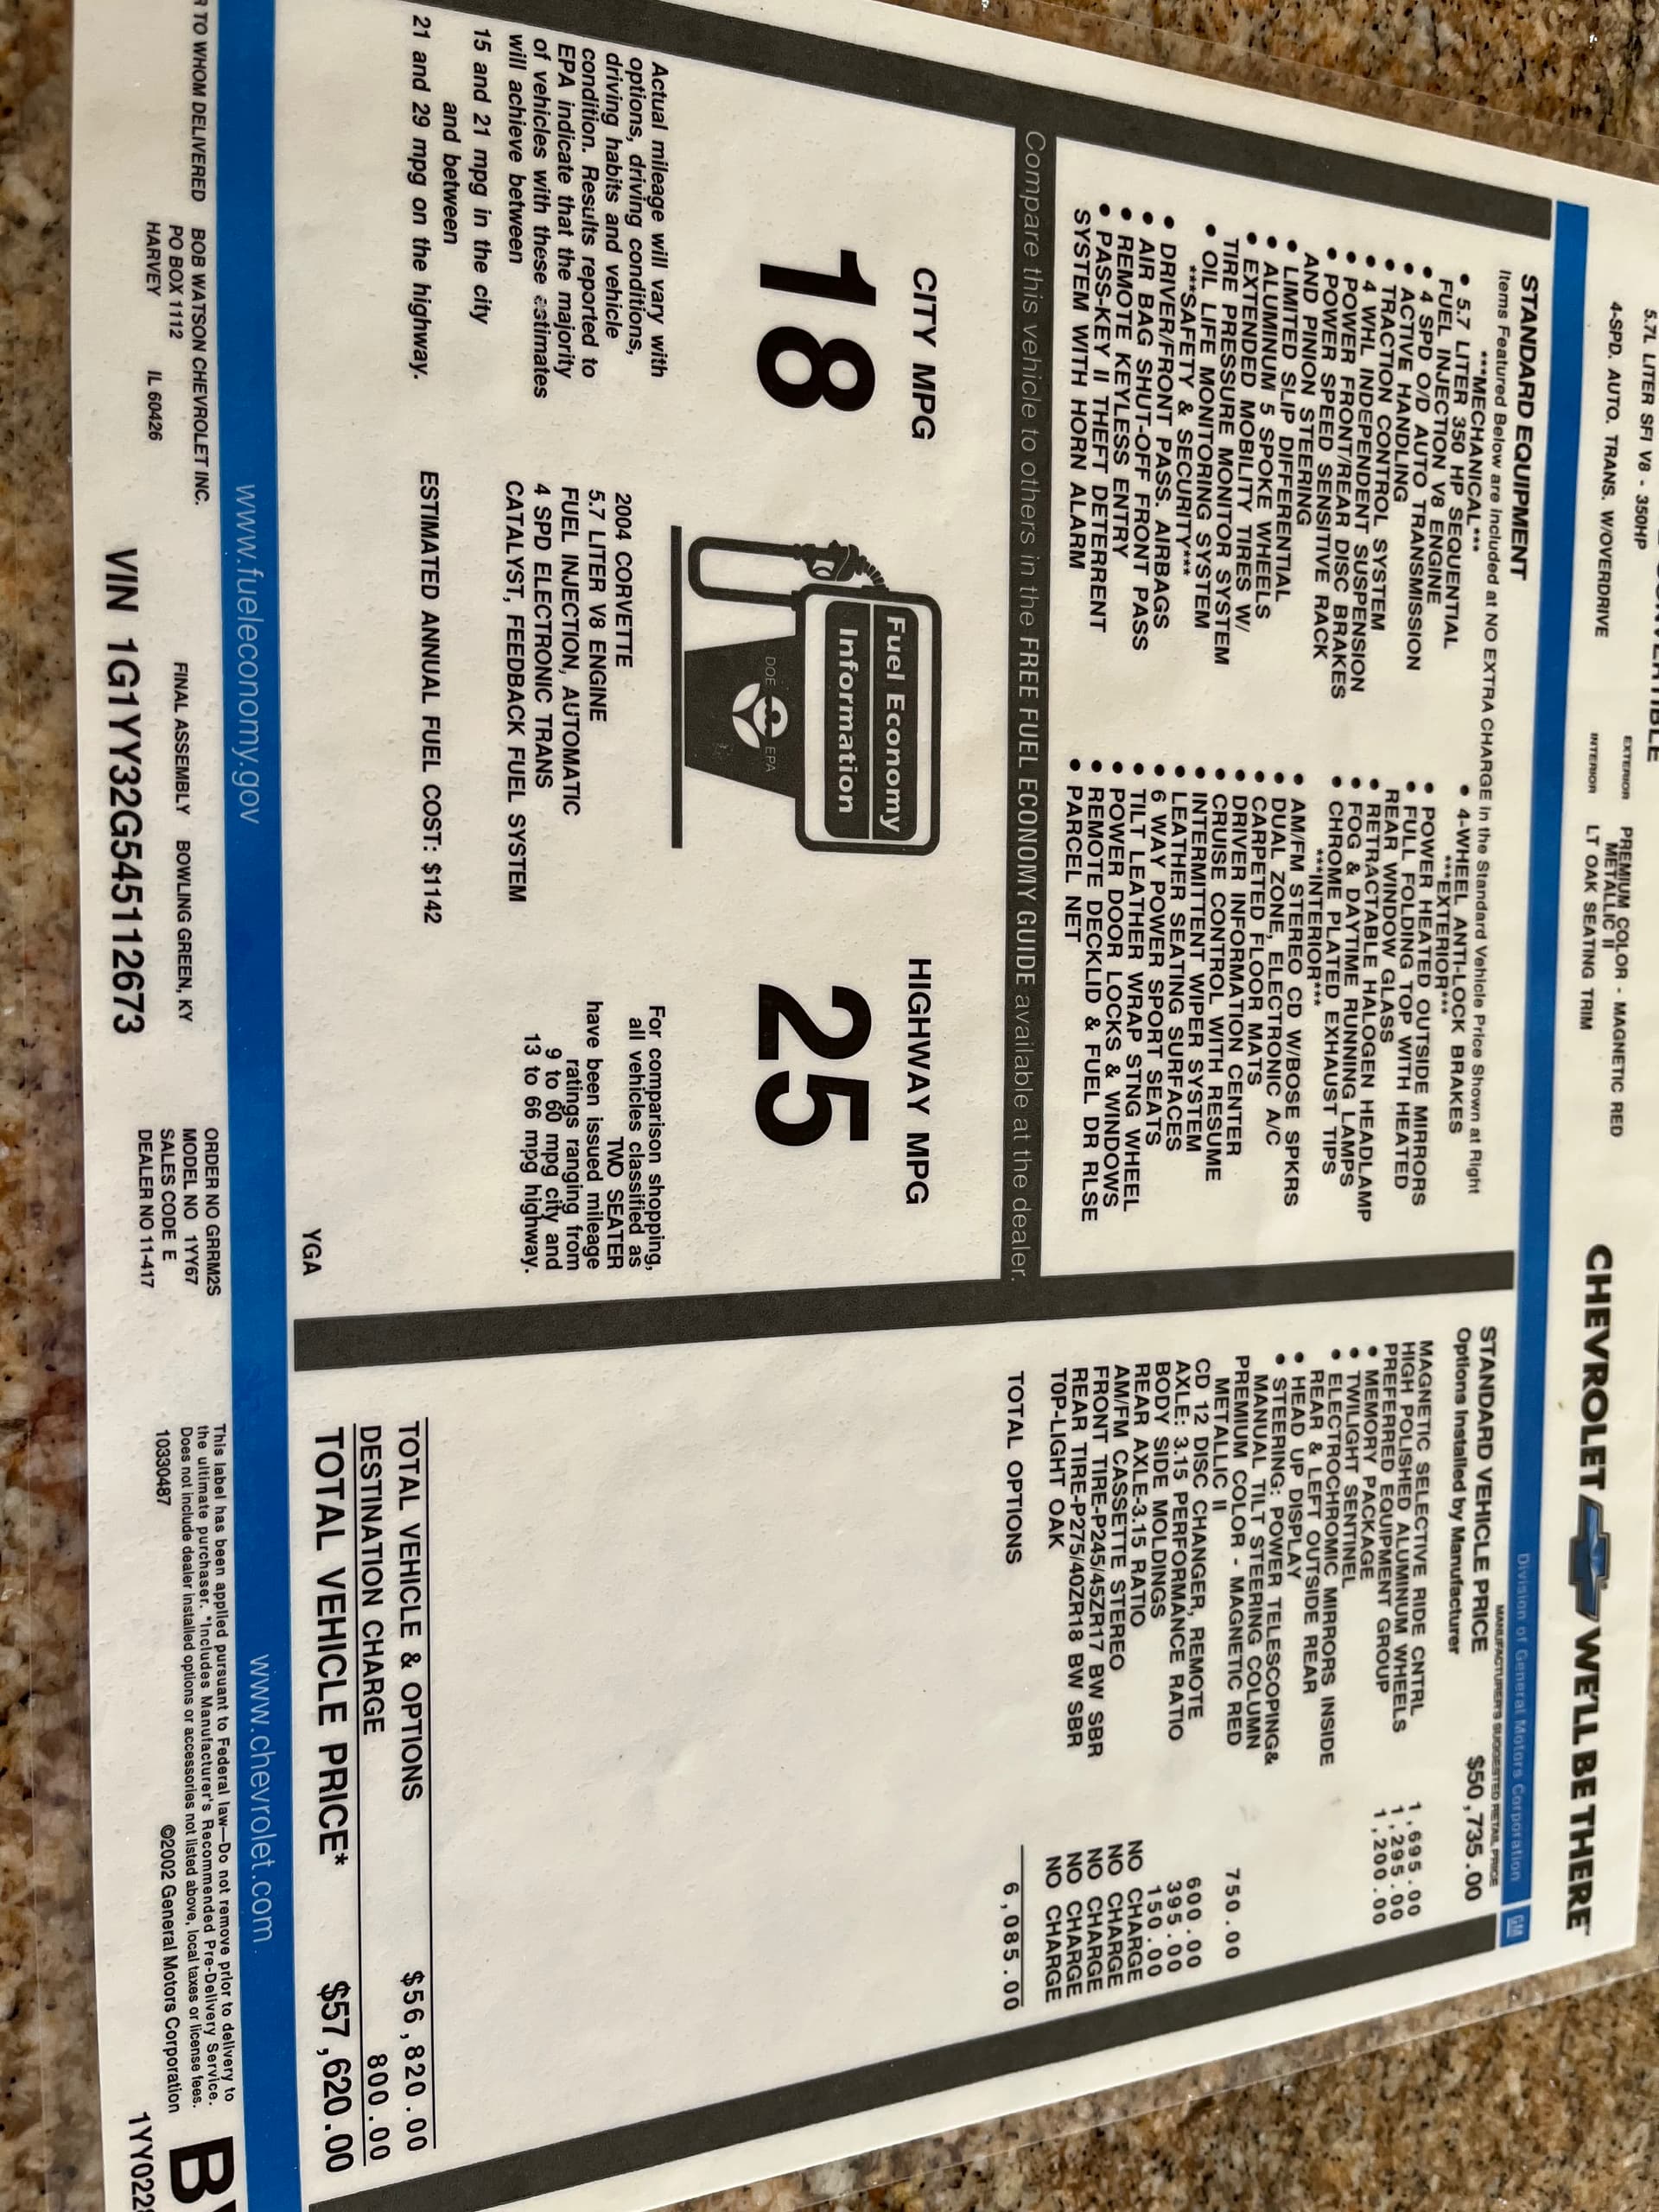 5.7L LITER SFI V8 - 350HP
4-SPD. AUTO. TRANS. W/OVERDRIVE
EXTERIOR PREMIUM COLOR - MAGNETIC RED
METALLIC II
INTERIOR LT OAK SEATING TRIM
CHEVROLET WE'LL BE THERE™
Division of General Motors Corporation GM
STANDARD EQUIPMENT
Items Featured Below are Included at NO EXTRA CHARGE in the Standard Vehicle Price Shown at Right
***MECHANICAL***
• 5.7 LITER 350 HP SEQUENTIAL
FUEL INJECTION V8 ENGINE
• 4 SPD O/D AUTO TRANSMISSION
• ACTIVE HANDLING
• TRACTION CONTROL SYSTEM
• 4 WHL INDEPENDENT SUSPENSION
• POWER FRONT/REAR DISC BRAKES
• POWER SPEED SENSITIVE RACK
AND PINION STEERING
• LIMITED SLIP DIFFERENTIAL
• ALUMINUM 5 SPOKE WHEELS
• EXTENDED MOBILITY TIRES W/
TIRE PRESSURE MONITOR SYSTEM
• OIL LIFE MONITORING SYSTEM
***SAFETY & SECURITY***
• DRIVER/FRONT PASS. AIRBAGS
• AIR BAG SHUT-OFF FRONT PASS
• REMOTE KEYLESS ENTRY
• PASS-KEY II THEFT DETERRENT
SYSTEM WITH HORN ALARM
• 4-WHEEL ANTI-LOCK BRAKES
***EXTERIOR***
• POWER HEATED OUTSIDE MIRRORS
• FULL FOLDING TOP WITH HEATED
REAR WINDOW GLASS
• RETRACTABLE HALOGEN HEADLAMP
• FOG & DAYTIME RUNNING LAMPS
• CHROME PLATED EXHAUST TIPS
***INTERIOR***
• AM/FM STEREO CD W/BOSE SPKRS
• DUAL ZONE, ELECTRONIC A/C
• CARPETED FLOOR MATS
• DRIVER INFORMATION CENTER
• CRUISE CONTROL WITH RESUME
• INTERMITTENT WIPER SYSTEM
• LEATHER SEATING SURFACES
• 6 WAY POWER SPORT SEATS
• TILT LEATHER WRAP STNG WHEEL
• POWER DOOR LOCKS & WINDOWS
• REMOTE DECKLID & FUEL DR RLSE
• PARCEL NET
MANUFACTURER'S SUGGESTED RETAIL PRICE
STANDARD VEHICLE PRICE $50,735.00
Options Installed by Manufacturer
MAGNETIC SELECTIVE RIDE CNTRL 1,695.00
HIGH POLISHED ALUMINUM WHEELS 1,295.00
PREFERRED EQUIPMENT GROUP 1,200.00
• MEMORY PACKAGE
• TWILIGHT SENTINEL
• ELECTROCHROMIC MIRRORS INSIDE
REAR & LEFT OUTSIDE REAR
• HEAD UP DISPLAY
• STEERING: POWER TELESCOPING&
MANUAL TILT STEERING COLUMN
PREMIUM COLOR - MAGNETIC RED 750.00
METALLIC II
CD 12 DISC CHANGER, REMOTE 600.00
AXLE: 3.15 PERFORMANCE RATIO 395.00
BODY SIDE MOLDINGS 150.00
REAR AXLE-3.15 RATIO NO CHARGE
AM/FM CASSETTE STEREO NO CHARGE
FRONT TIRE-P245/45ZR17 BW SBR NO CHARGE
REAR TIRE-P275/40ZR18 BW SBR NO CHARGE
TOP-LIGHT OAK NO CHARGE
TOTAL OPTIONS 6,085.00
TOTAL VEHICLE & OPTIONS $56,820.00
DESTINATION CHARGE 800.00
TOTAL VEHICLE PRICE* $57,620.00
Compare this vehicle to others in the FREE FUEL ECONOMY GUIDE available at the dealer.
CITY MPG
18
Fuel Economy
Information
DOE EPA
HIGHWAY MPG
25
Actual mileage will vary with
options, driving conditions,
driving habits and vehicle
condition. Results reported to
EPA indicate that the majority
of vehicles with these estimates
will achieve between
15 and 21 mpg in the city
and between
21 and 29 mpg on the highway.
2004 CORVETTE
5.7 LITER V8 ENGINE
FUEL INJECTION, AUTOMATIC
4 SPD ELECTRONIC TRANS
CATALYST, FEEDBACK FUEL SYSTEM
ESTIMATED ANNUAL FUEL COST: $1142
For comparison shopping,
all vehicles classified as
TWO SEATER
have been issued mileage
ratings ranging from
9 to 60 mpg city and
13 to 66 mpg highway.
YGA
www.fueleconomy.gov
www.chevrolet.com
TO WHOM DELIVERED BOB WATSON CHEVROLET INC.
PO BOX 1112
HARVEY IL 60426
FINAL ASSEMBLY BOWLING GREEN, KY
VIN 1G1YY32G545112673
ORDER NO GRRM2S
MODEL NO 1YY67
SALES CODE E
DEALER NO 11-417
This label has been applied pursuant to Federal law—Do not remove prior to delivery to
the ultimate purchaser. *Includes Manufacturer's Recommended Pre-Delivery Service.
Does not include dealer installed options or accessories not listed above, local taxes or license fees.
10330487 ©2002 General Motors Corporation
1YY022